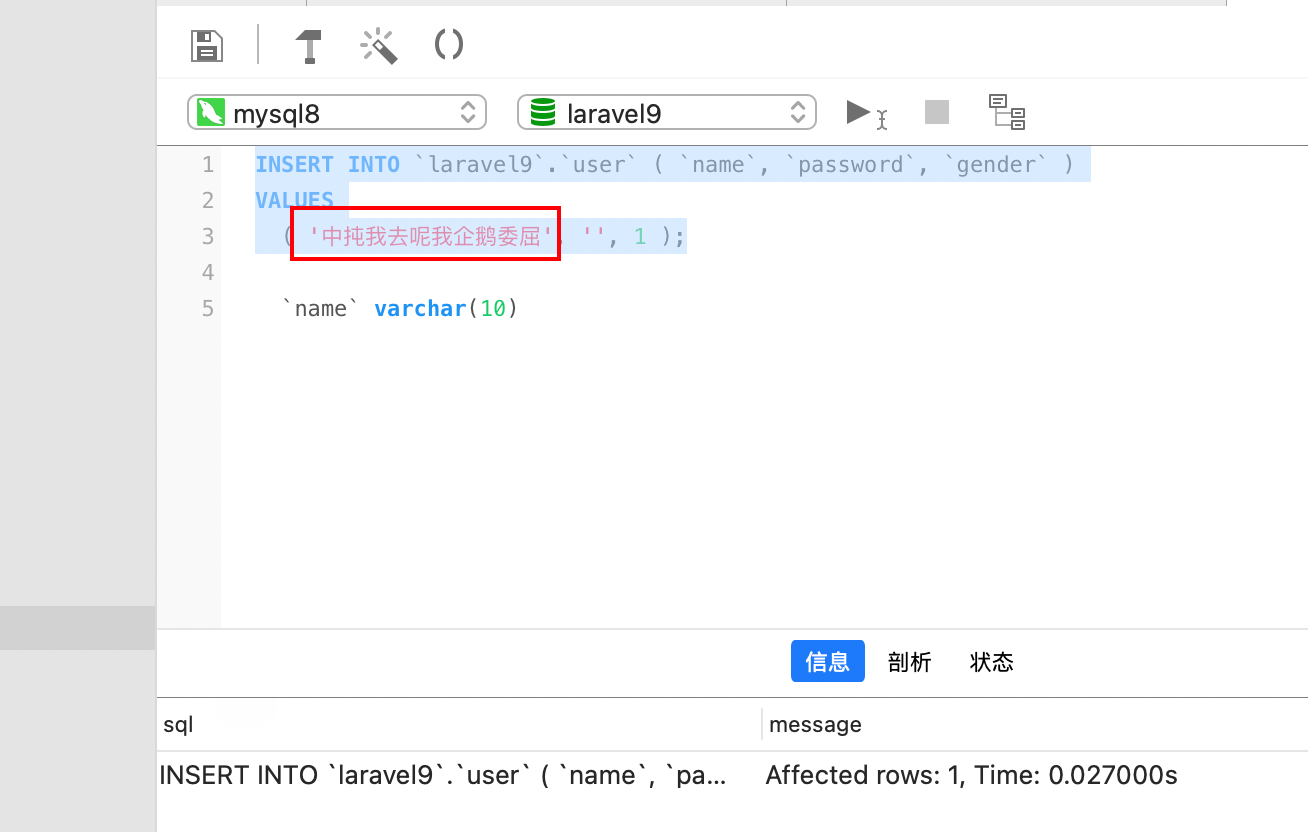 mysql8 laravel9
1 INSERT INTO `laravel9`.`user` ( `name`, `password`, `gender` )
2 VALUES
3 ( '中扽我去呢我企鹅委屈', '', 1 );
4
5 `name` varchar(10)
信息 剖析 状态
sql message
INSERT INTO `laravel9`.`user` ( `name`, `pa... Affected rows: 1, Time: 0.027000s